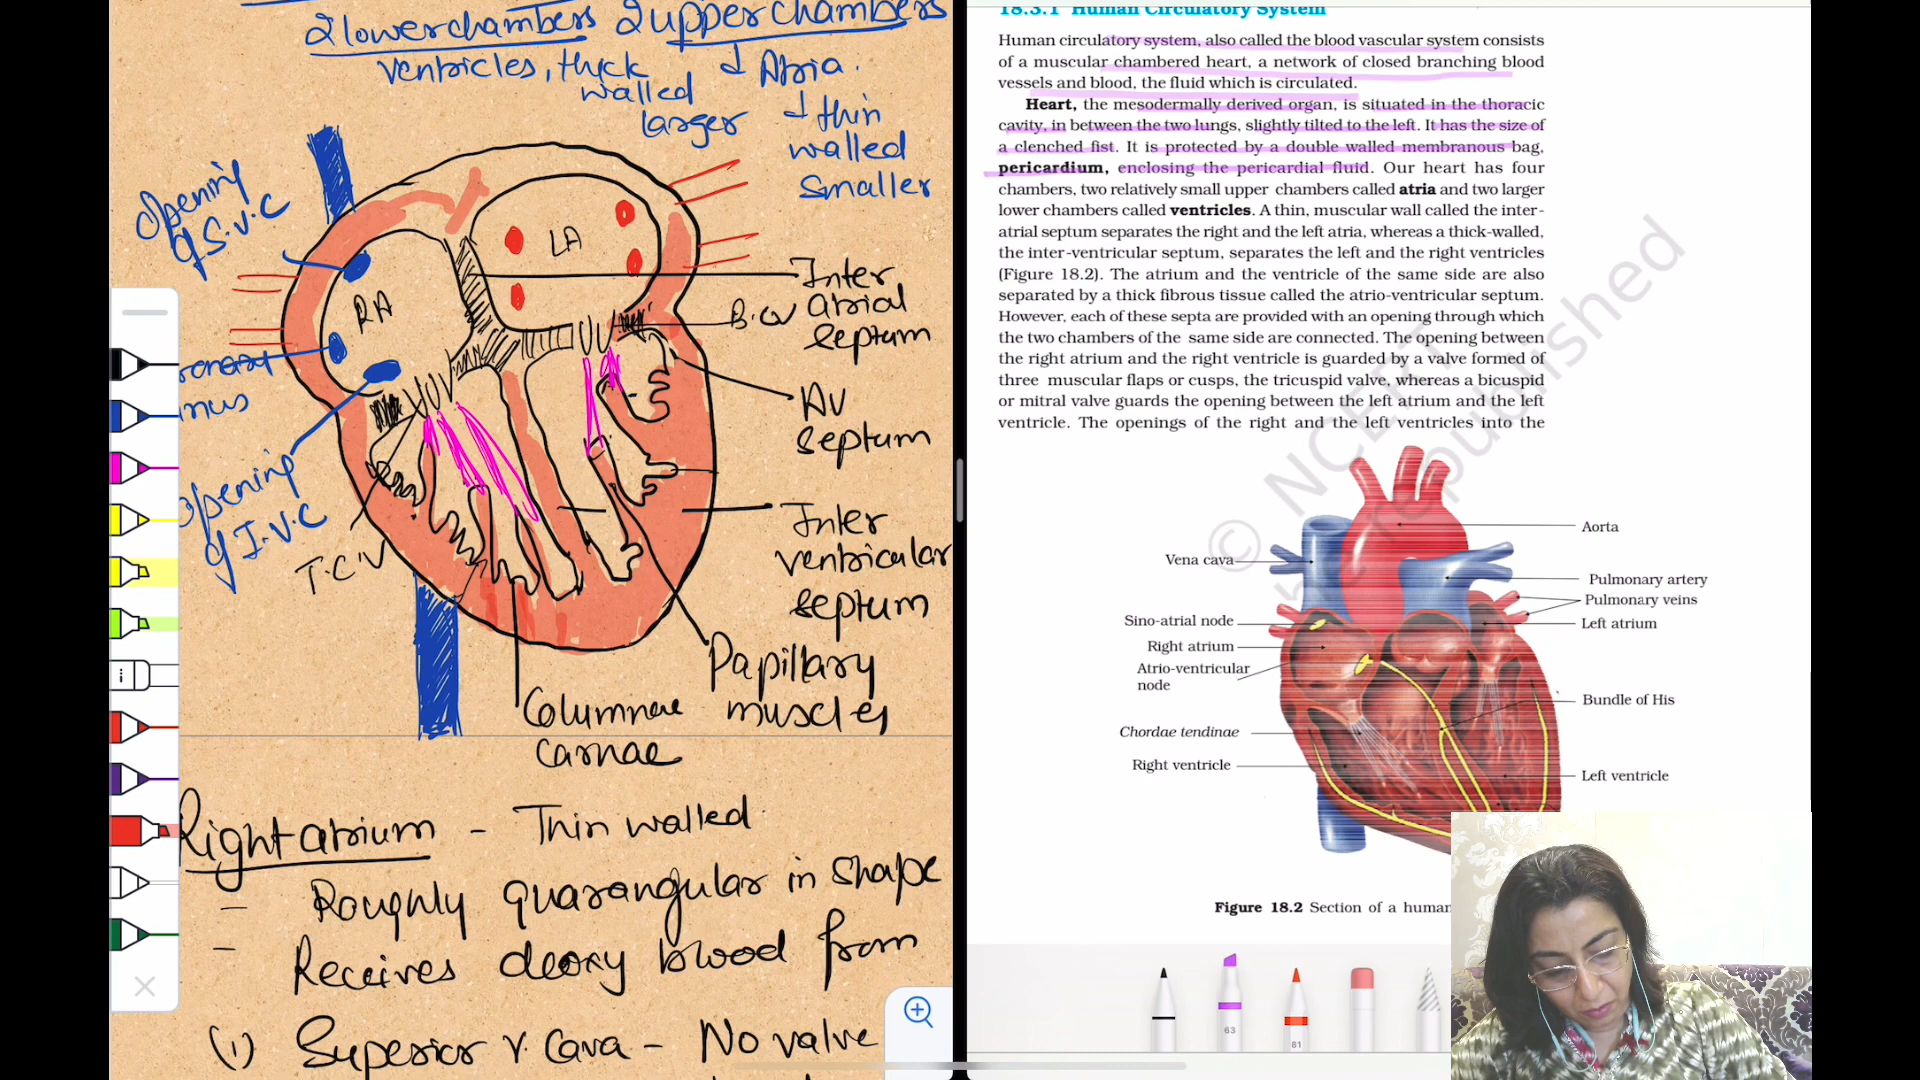 2 lower chambers 2 upper chambers
ventricles, thick walled larger
↓ Atria.
↓ thin
walled
smaller
Opening
of S.V.C
RA
LA
Inter
atrial
septum
B.C.V
AV
septum
Inter
ventricular
septum
Papillary
muscles
Columnae
Carnae
T.C.V
Opening
of I.V.C
Right atrium - Thin walled
- Roughly quarangular in shape
- Receives deoxy blood from
(1) Superior v. Cava - No valve
18.3.1 Human Circulatory System
Human circulatory system, also called the blood vascular system consists
of a muscular chambered heart, a network of closed branching blood
vessels and blood, the fluid which is circulated.
Heart, the mesodermally derived organ, is situated in the thoracic
cavity, in between the two lungs, slightly tilted to the left. It has the size of
a clenched fist. It is protected by a double walled membranous bag,
pericardium, enclosing the pericardial fluid. Our heart has four
chambers, two relatively small upper chambers called atria and two larger
lower chambers called ventricles. A thin, muscular wall called the inter-
atrial septum separates the right and the left atria, whereas a thick-walled,
the inter-ventricular septum, separates the left and the right ventricles
(Figure 18.2). The atrium and the ventricle of the same side are also
separated by a thick fibrous tissue called the atrio-ventricular septum.
However, each of these septa are provided with an opening through which
the two chambers of the same side are connected. The opening between
the right atrium and the right ventricle is guarded by a valve formed of
three muscular flaps or cusps, the tricuspid valve, whereas a bicuspid
or mitral valve guards the opening between the left atrium and the left
ventricle. The openings of the right and the left ventricles into the
© NCERT
republished
Aorta
Vena cava
Pulmonary artery
Pulmonary veins
Sino-atrial node
Left atrium
Right atrium
Atrio-ventricular
node
Bundle of His
Chordae tendinae
Right ventricle
Left ventricle
Figure 18.2 Section of a human
63
81